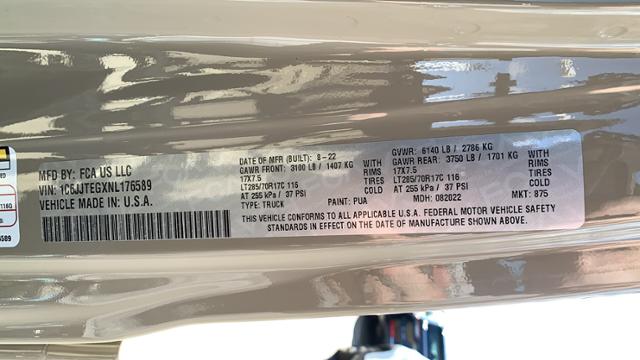 MFD BY: FCA US LLC
VIN: 1C6JJTEGXNL176589
VEHICLE MADE IN: U.S.A.
DATE OF MFR (BUILT): 8-22
GAWR FRONT: 3100 LB / 1407 KG WITH
17X7.5 RIMS
LT285/70R17C 116 TIRES
AT 255 kPa / 37 PSI COLD
TYPE: TRUCK PAINT: PUA
GVWR: 6140 LB / 2786 KG
GAWR REAR: 3750 LB / 1701 KG WITH
17X7.5 RIMS
LT285/70R17C 116 TIRES
AT 255 kPa / 37 PSI COLD
MDH: 082022 MKT: 875
THIS VEHICLE CONFORMS TO ALL APPLICABLE U.S.A. FEDERAL MOTOR VEHICLE SAFETY
STANDARDS IN EFFECT ON THE DATE OF MANUFACTURE SHOWN ABOVE.
116Q
6589